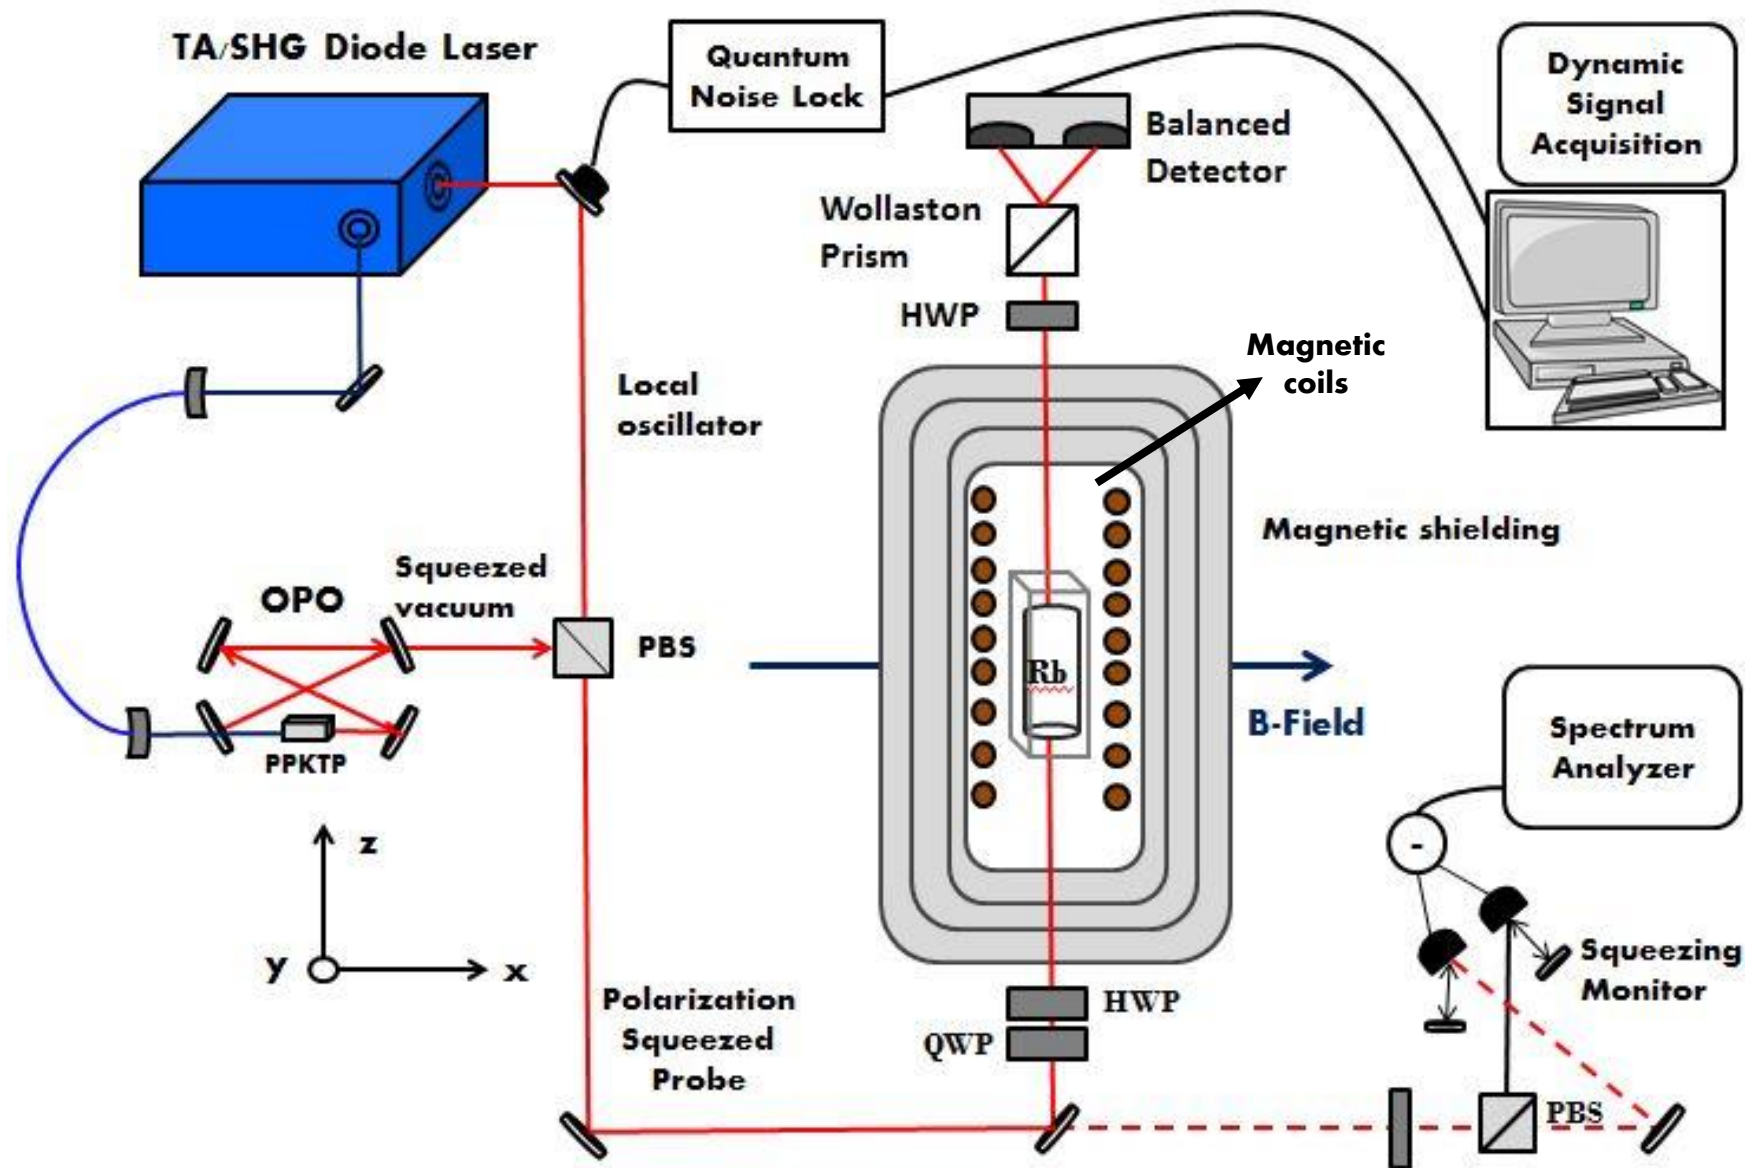 TA/SHG Diode Laser
Quantum
Noise Lock
Balanced
Detector
Dynamic
Signal
Acquisition
Wollaston
Prism
HWP
Magnetic
coils
Local
oscillator
Magnetic shielding
Squeezed
vacuum
OPO
PBS
Rb
B-Field
PPKTP
Spectrum
Analyzer
-
z
y
x
Squeezing
Monitor
Polarization
Squeezed
Probe
HWP
QWP
PBS